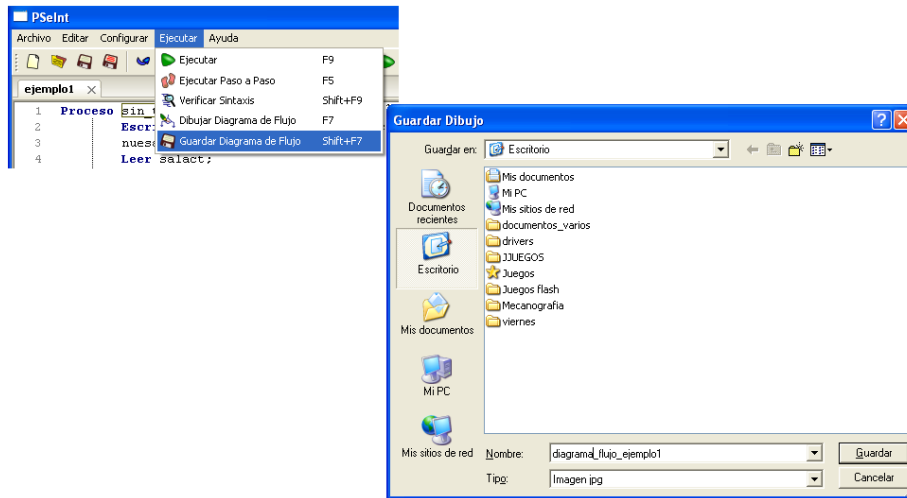 PSeInt
Archivo Editar Configurar Ejecutar Ayuda
Ejecutar F9
Ejecutar Paso a Paso F5
Verificar Sintaxis Shift+F9
Dibujar Diagrama de Flujo F7
Guardar Diagrama de Flujo Shift+F7
ejemplo1
1 Proceso sin_
2 Escri
3 nuesa
4 Leer salact;
Guardar Dibujo
Guardar en: Escritorio
Documentos recientes
Escritorio
Mis documentos
Mi PC
Mis sitios de red
Mis documentos
Mi PC
Mis sitios de red
documentos_varios
drivers
JJUEGOS
Juegos
Juegos flash
Mecanografia
viernes
Nombre: diagrama_flujo_ejemplo1 Guardar
Tipo: Imagen jpg Cancelar